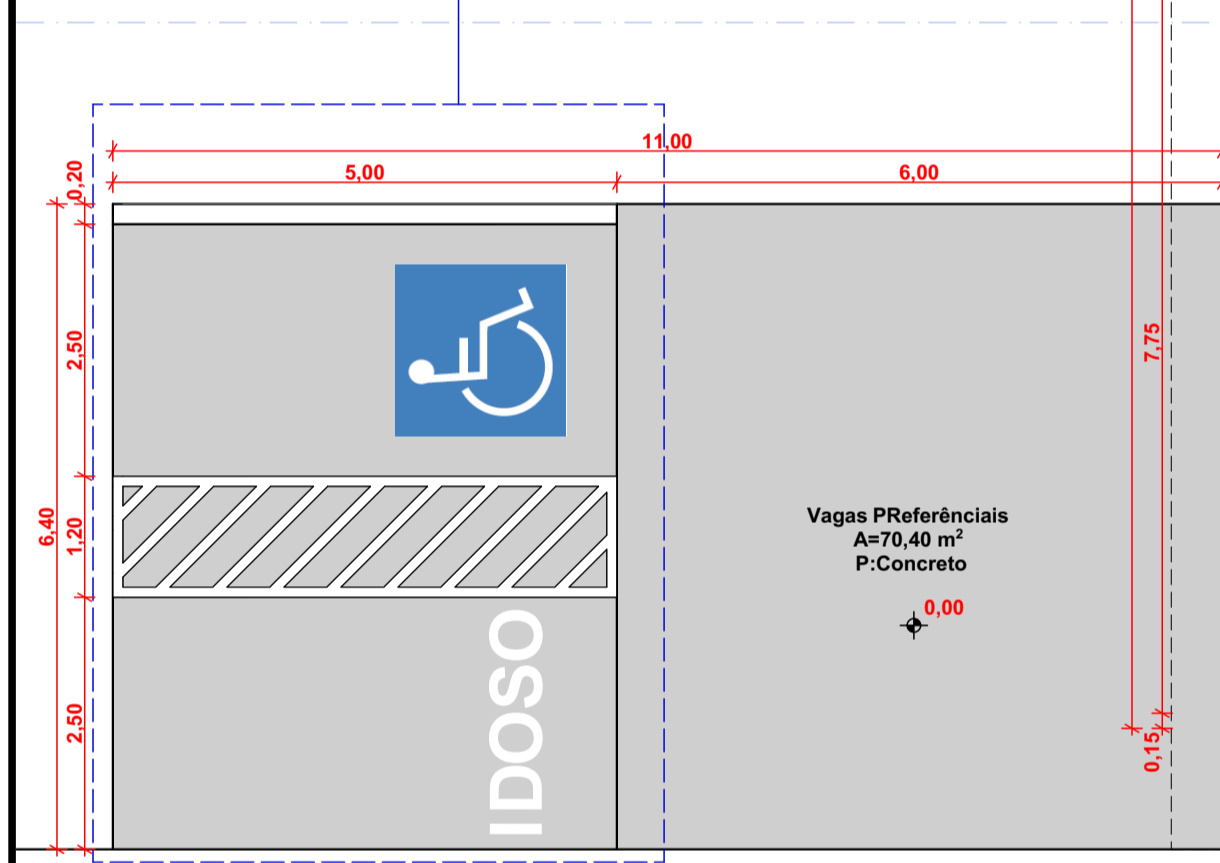 11,00
5,00
6,00
0,20
2,50
7,75
6,40
1,20
Vagas PReferênciais
A=70,40 m²
P:Concreto
0,00
IDOSO
2,50
0,15